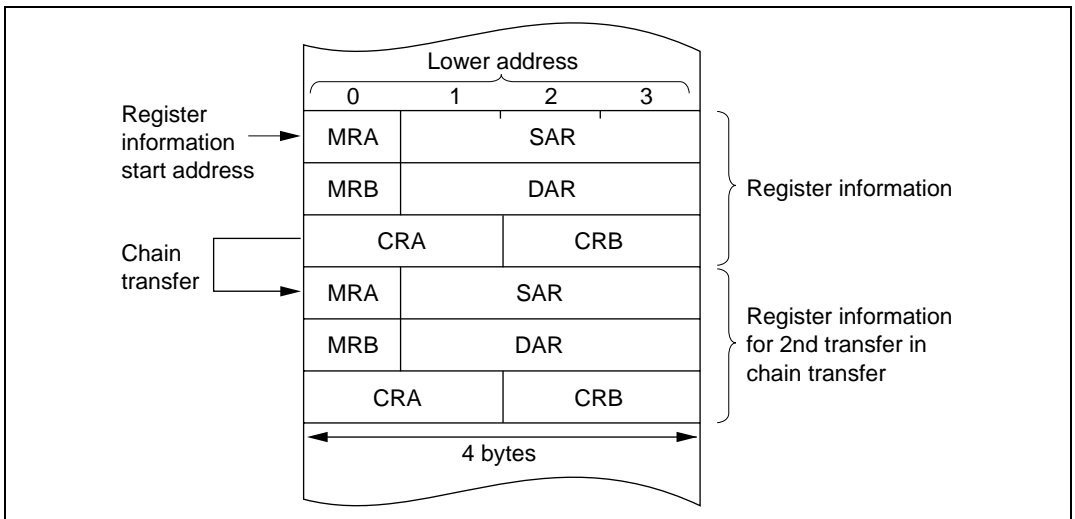 Lower address
0 1 2 3
Register
information
start address
MRA SAR
MRB DAR
Register information
CRA CRB
Chain
transfer
MRA SAR
MRB DAR
Register information
for 2nd transfer in
chain transfer
CRA CRB
4 bytes